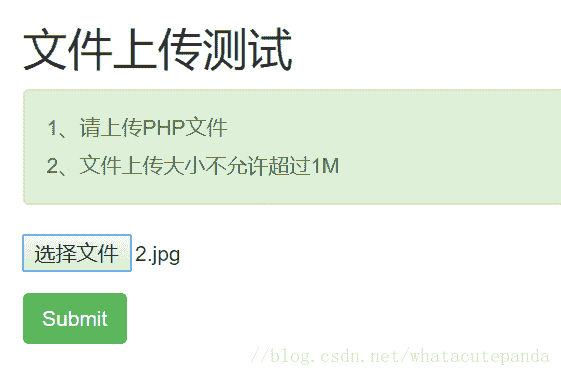 文件上传测试
1、请上传PHP文件
2、文件上传大小不允许超过1M
选择文件 2.jpg
Submit
//blog.csdn.net/whatacutepanda